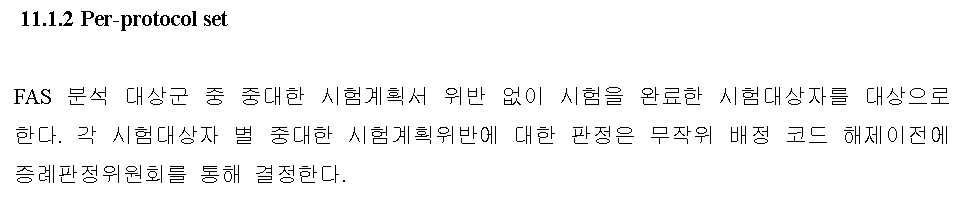 11.1.2 Per-protocol set
FAS 분석 대상군 중 중대한 시험계획서 위반 없이 시험을 완료한 시험대상자를 대상으로
한다. 각 시험대상자 별 중대한 시험계획위반에 대한 판정은 무작위 배정 코드 해제이전에
증례판정위원회를 통해 결정한다.